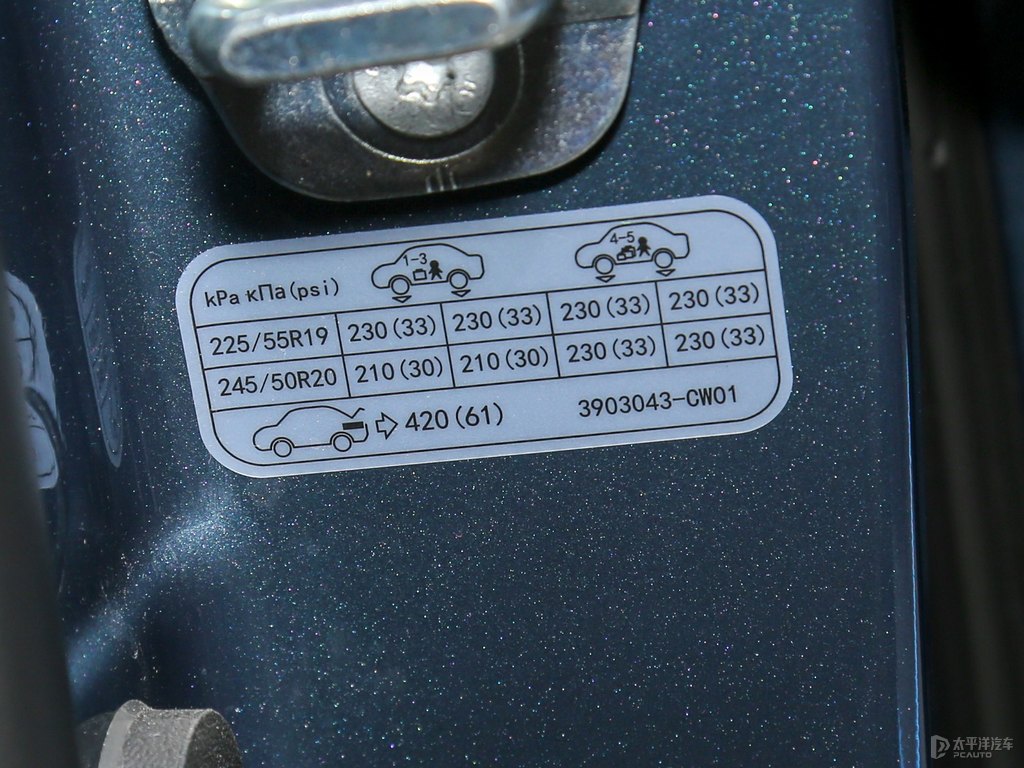 1-3 4-5
kPa кПа(psi)
225/55R19 230(33) 230(33) 230(33) 230(33)
245/50R20 210(30) 210(30) 230(33) 230(33)
420(61) 3903043-CW01
太平洋汽车
PCAUTO